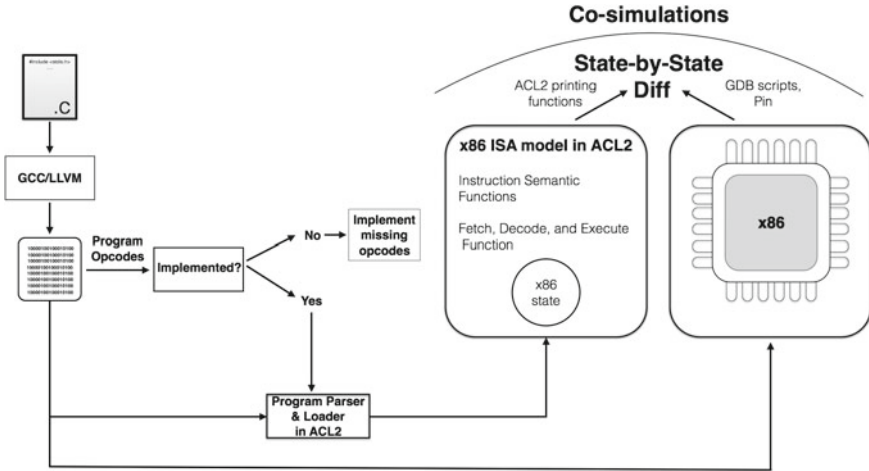 Co-simulations
State-by-State
Diff
ACL2 printing
functions
GDB scripts,
Pin
.C
GCC/LLVM
Program
Opcodes
Implemented?
No
Implement
missing
opcodes
Yes
Program Parser
& Loader
in ACL2
x86 ISA model in ACL2
Instruction Semantic
Functions
Fetch, Decode, and Execute
Function
x86
state
x86